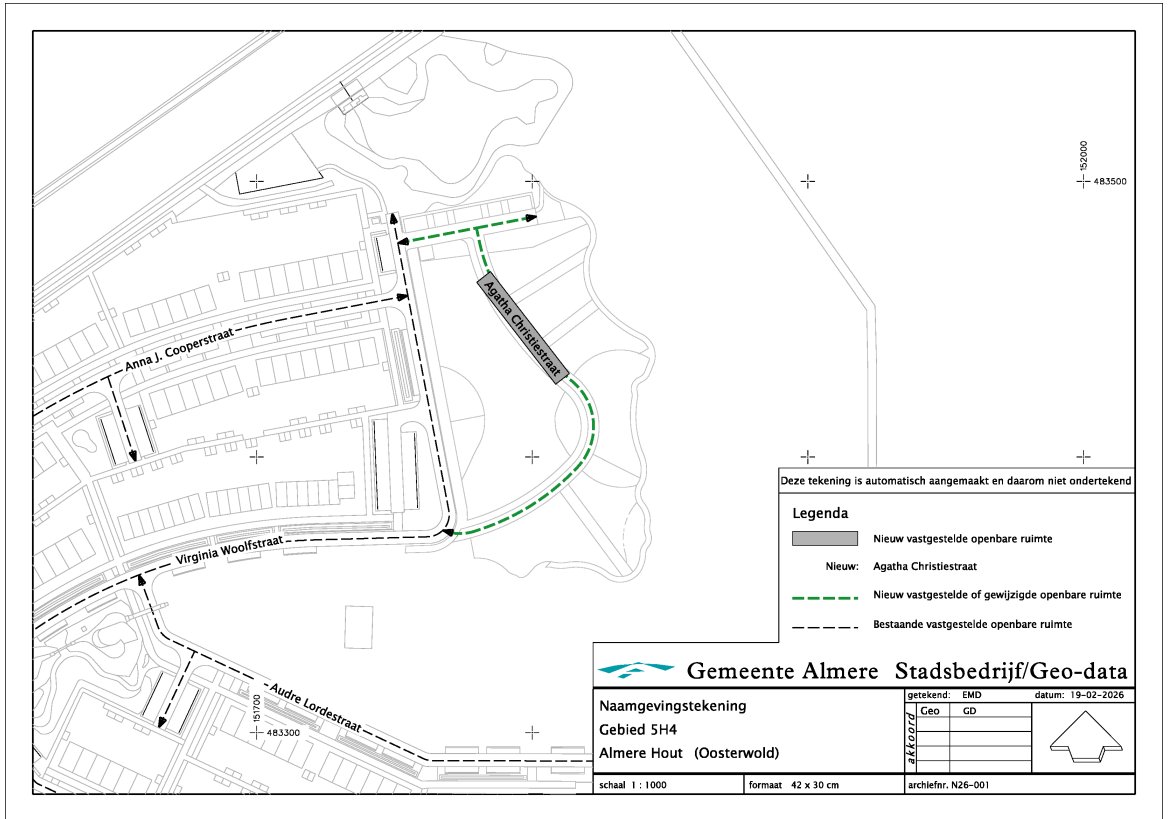 152000
483500
Agatha Christiestraat
Anna J. Cooperstraat
Virginia Woolfstraat
Audre Lordestraat
151700
483300
Deze tekening is automatisch aangemaakt en daarom niet ondertekend
Legenda
Nieuw vastgestelde openbare ruimte
Nieuw: Agatha Christiestraat
Nieuw vastgestelde of gewijzigde openbare ruimte
Bestaande vastgestelde openbare ruimte
Gemeente Almere Stadsbedrijf/Geo-data
Naamgevingstekening
Gebied 5H4
Almere Hout (Oosterwold)
getekend: EMD datum: 19-02-2026
akkoord
Geo GD
schaal 1 : 1000 formaat 42 x 30 cm archiefnr. N26-001